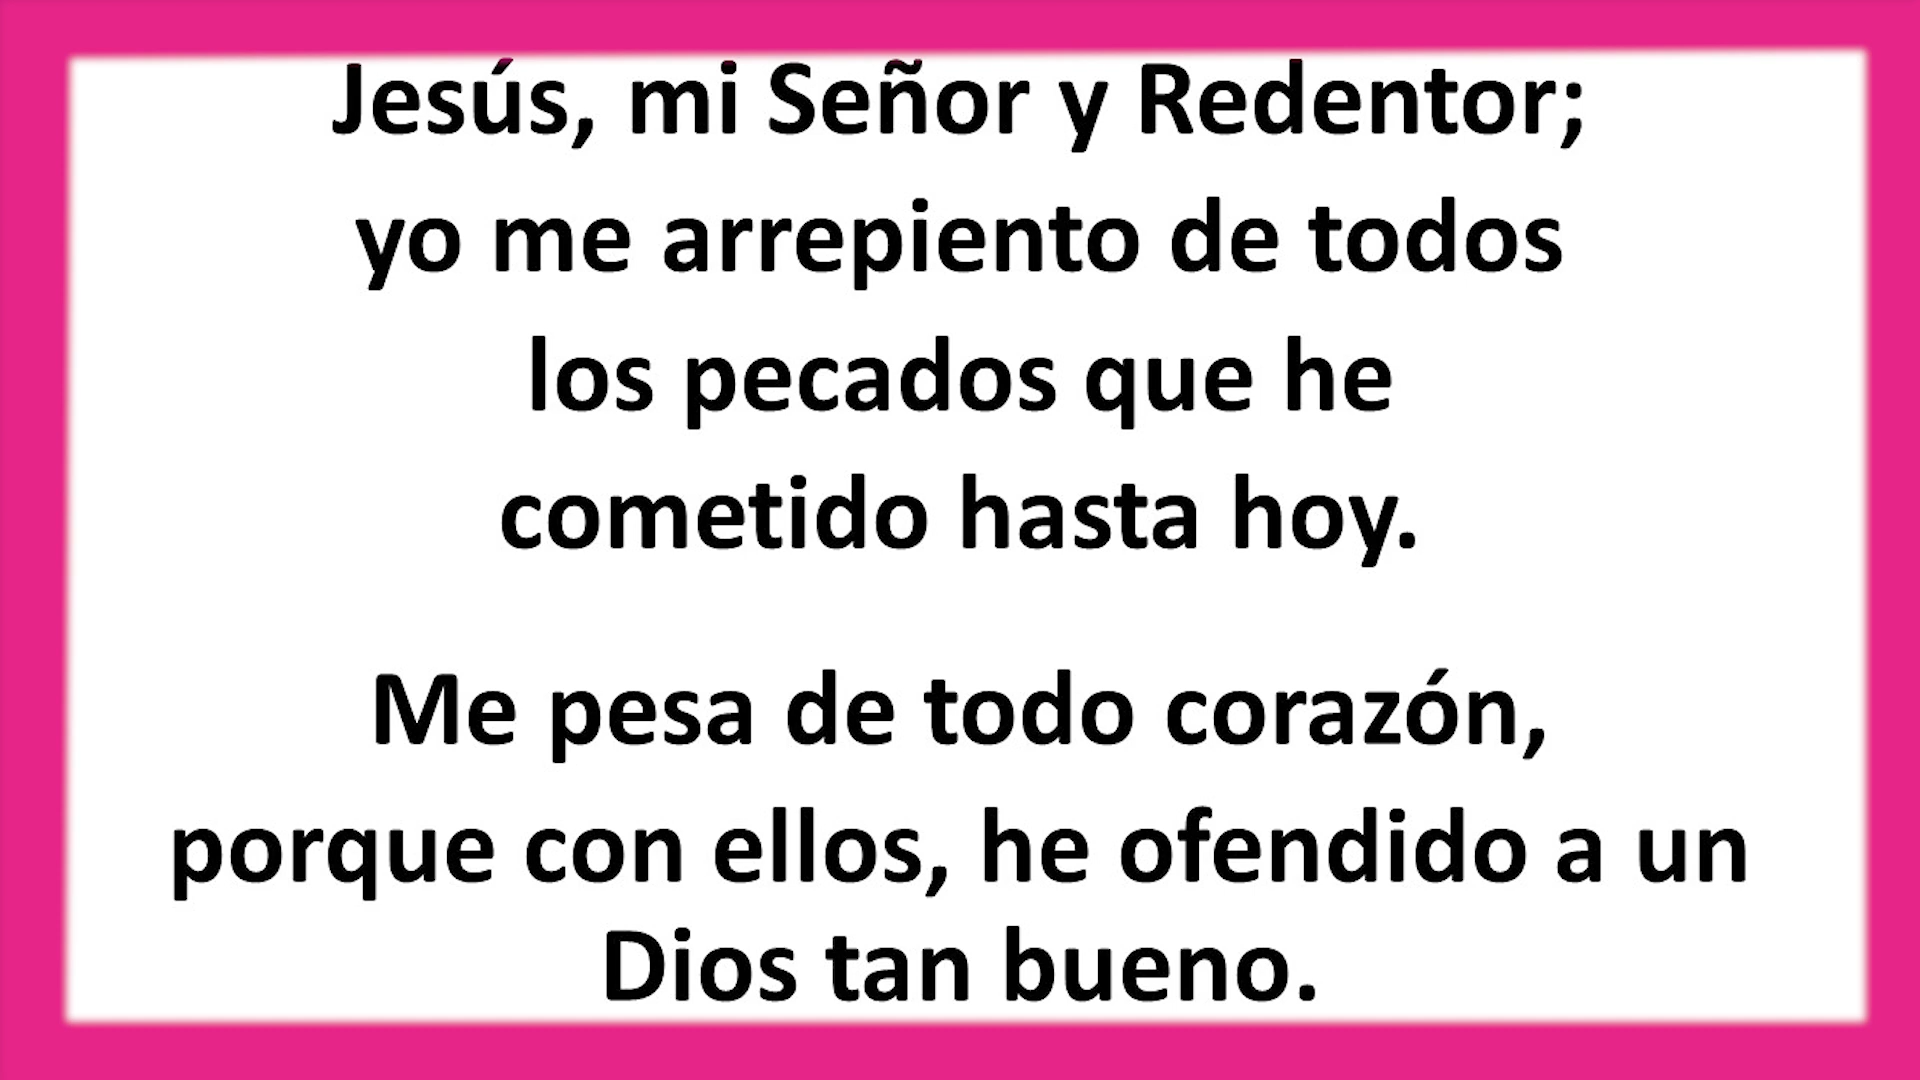 Jesús, mi Señor y Redentor;
yo me arrepiento de todos
los pecados que he
cometido hasta hoy.
Me pesa de todo corazón,
porque con ellos, he ofendido a un
Dios tan bueno.